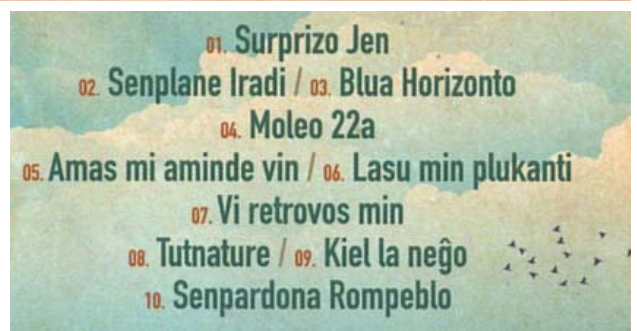 01. Surprizo Jen
02. Senplane Iradi / 03. Blua Horizonto
04. Moleo 22a
05. Amas mi aminde vin / 06. Lasu min plukanti
07. Vi retrovos min
08. Tutnature / 09. Kiel la neĝo
10. Senpardona Rompeblo